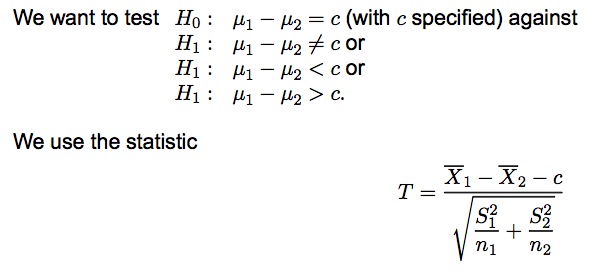 We want to test H₀ : μ₁ − μ₂ = c (with c specified) against
H₁ : μ₁ − μ₂ ≠ c or
H₁ : μ₁ − μ₂ < c or
H₁ : μ₁ − μ₂ > c.
We use the statistic
T = (X̅₁ − X̅₂ − c) / √(S₁²/n₁ + S₂²/n₂)